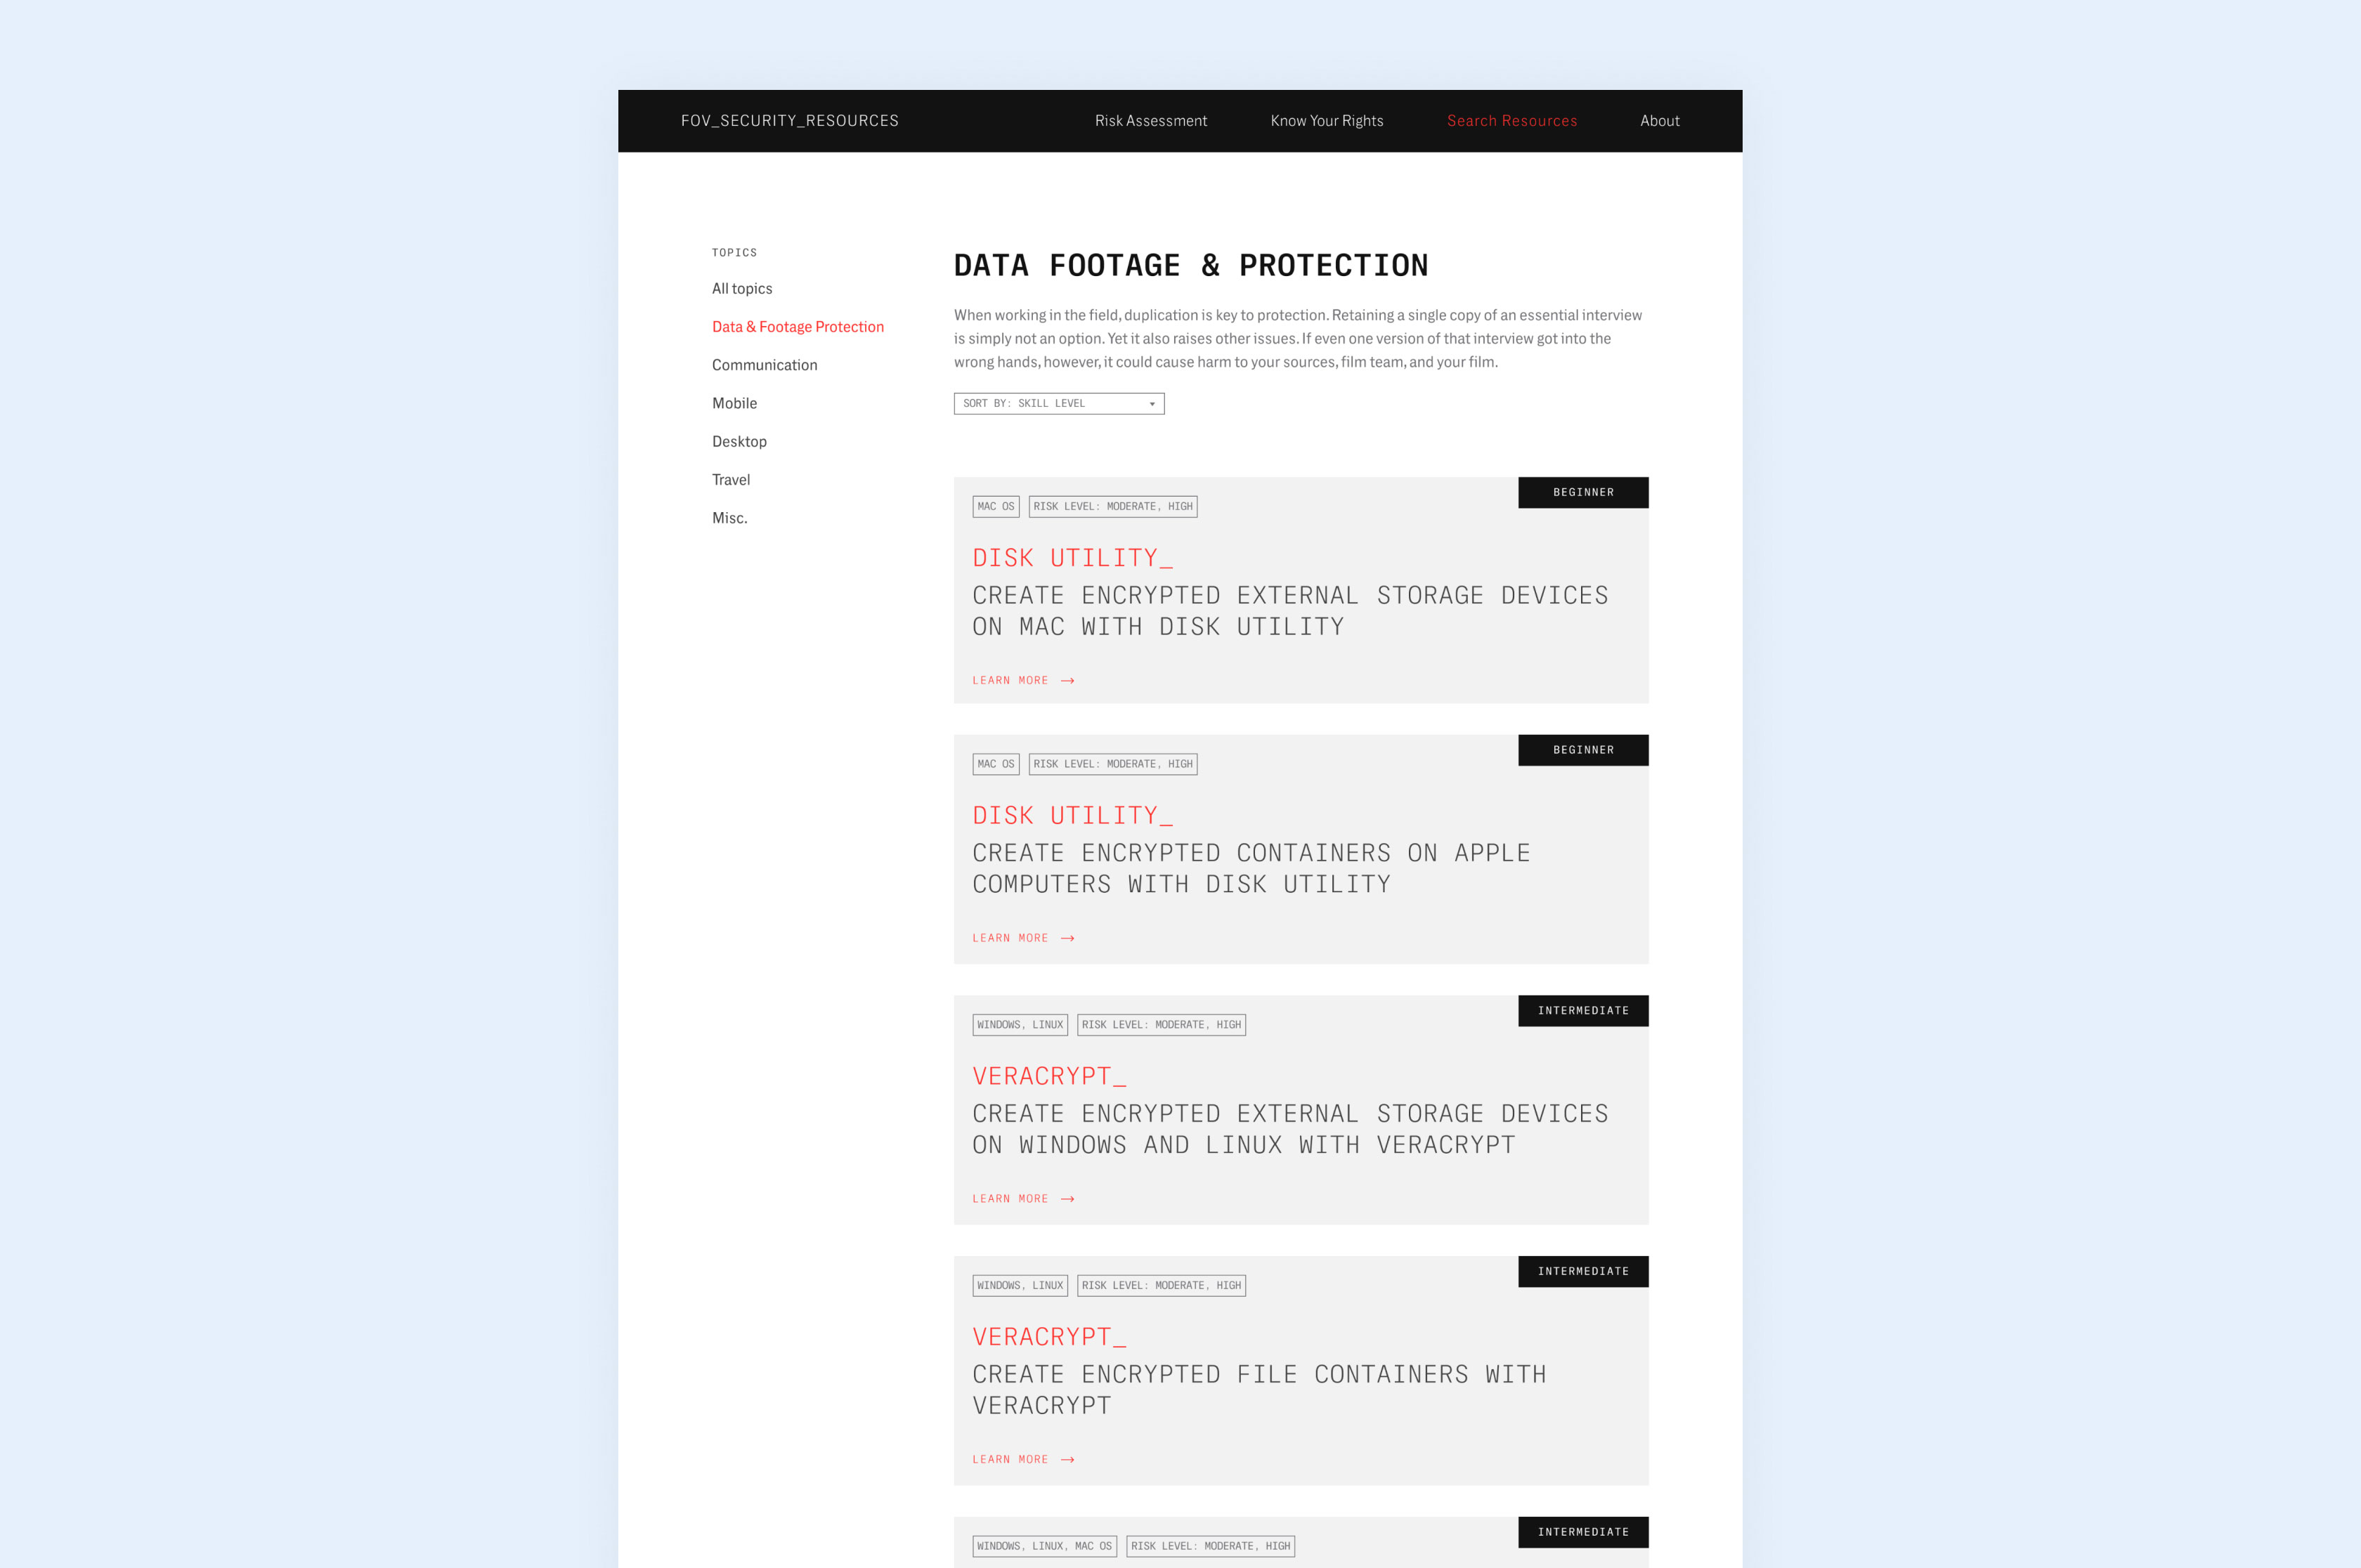 FOV_SECURITY_RESOURCES
Risk Assessment
Know Your Rights
Search Resources
About
TOPICS
All topics
Data & Footage Protection
Communication
Mobile
Desktop
Travel
Misc.
DATA FOOTAGE & PROTECTION
When working in the field, duplication is key to protection. Retaining a single copy of an essential interview
is simply not an option. Yet it also raises other issues. If even one version of that interview got into the
wrong hands, however, it could cause harm to your sources, film team, and your film.
SORT BY: SKILL LEVEL
MAC OS
RISK LEVEL: MODERATE, HIGH
BEGINNER
DISK UTILITY_
CREATE ENCRYPTED EXTERNAL STORAGE DEVICES
ON MAC WITH DISK UTILITY
LEARN MORE →
MAC OS
RISK LEVEL: MODERATE, HIGH
BEGINNER
DISK UTILITY_
CREATE ENCRYPTED CONTAINERS ON APPLE
COMPUTERS WITH DISK UTILITY
LEARN MORE →
WINDOWS, LINUX
RISK LEVEL: MODERATE, HIGH
INTERMEDIATE
VERACRYPT_
CREATE ENCRYPTED EXTERNAL STORAGE DEVICES
ON WINDOWS AND LINUX WITH VERACRYPT
LEARN MORE →
WINDOWS, LINUX
RISK LEVEL: MODERATE, HIGH
INTERMEDIATE
VERACRYPT_
CREATE ENCRYPTED FILE CONTAINERS WITH
VERACRYPT
LEARN MORE →
WINDOWS, LINUX, MAC OS
RISK LEVEL: MODERATE, HIGH
INTERMEDIATE